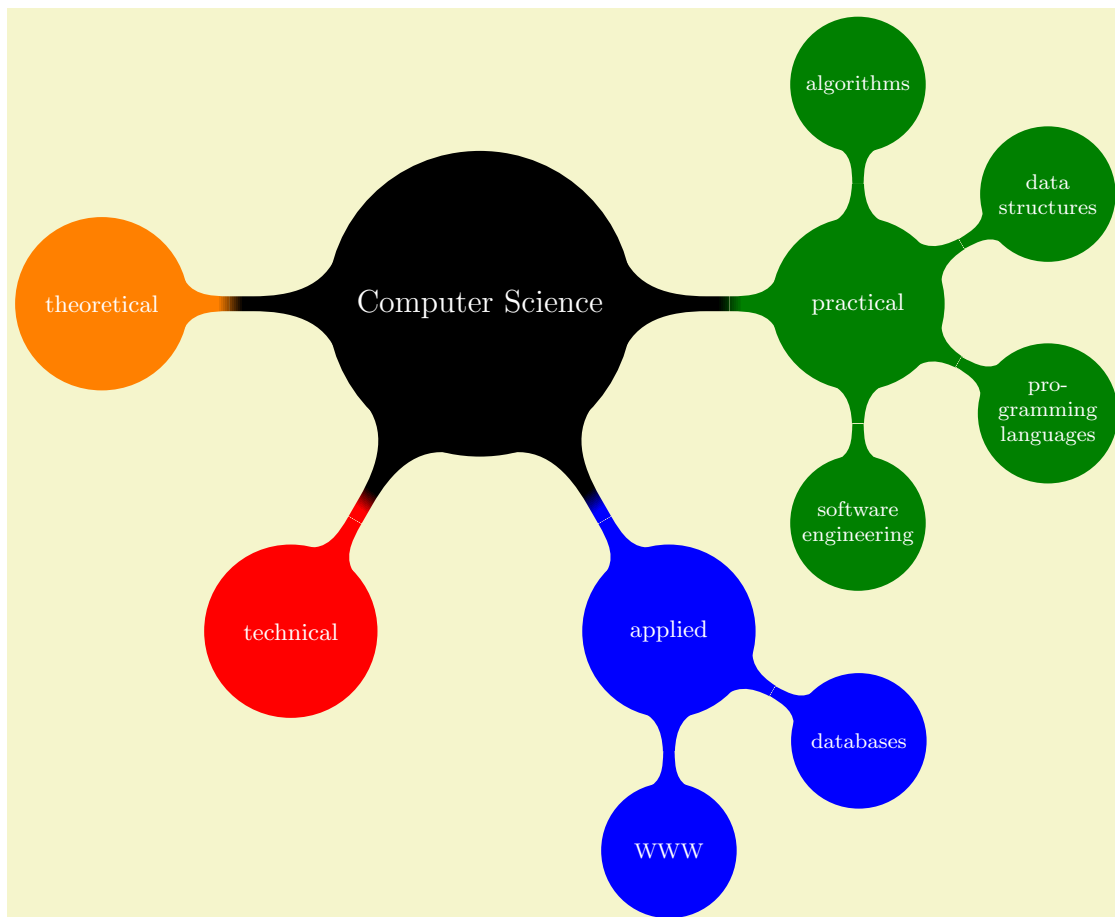 algorithms
data
structures
theoretical
Computer Science
practical
pro-
gramming
languages
software
engineering
technical
applied
databases
WWW